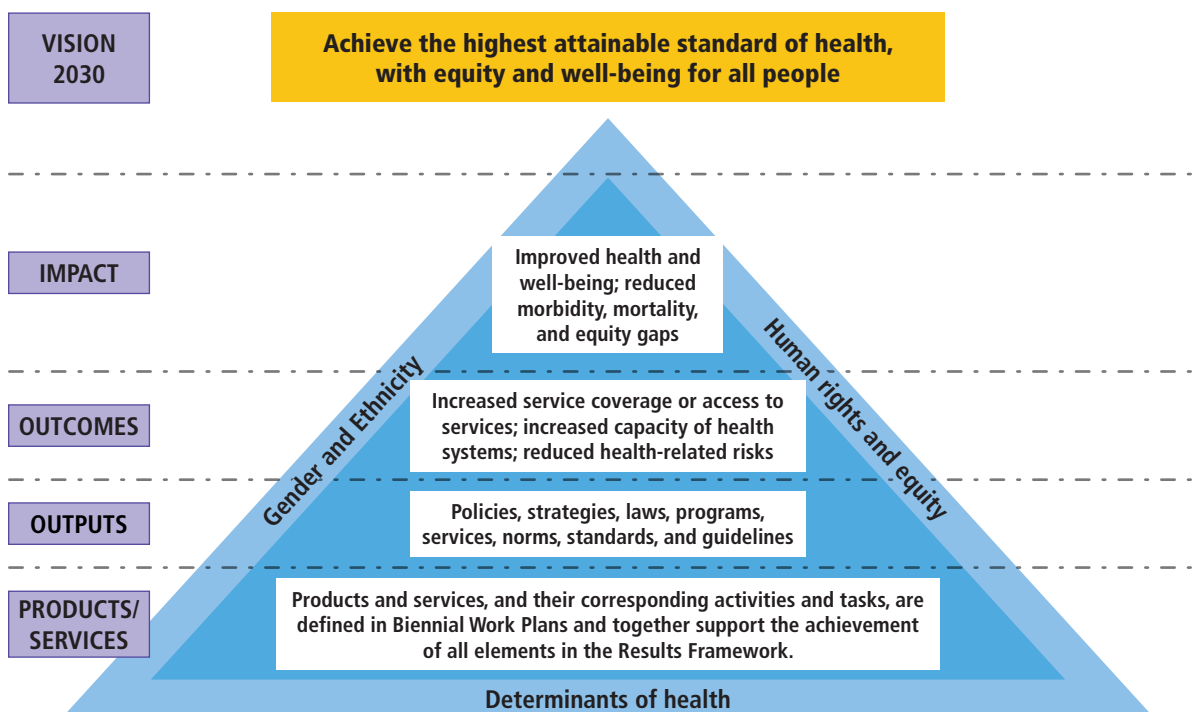 VISION
2030
Achieve the highest attainable standard of health,
with equity and well-being for all people
IMPACT
Improved health and
well-being; reduced
morbidity, mortality,
and equity gaps
Gender and Ethnicity
Human rights and equity
OUTCOMES
Increased service coverage or access to
services; increased capacity of health
systems; reduced health-related risks
OUTPUTS
Policies, strategies, laws, programs,
services, norms, standards, and guidelines
PRODUCTS/
SERVICES
Products and services, and their corresponding activities and tasks, are
defined in Biennial Work Plans and together support the achievement
of all elements in the Results Framework.
Determinants of health